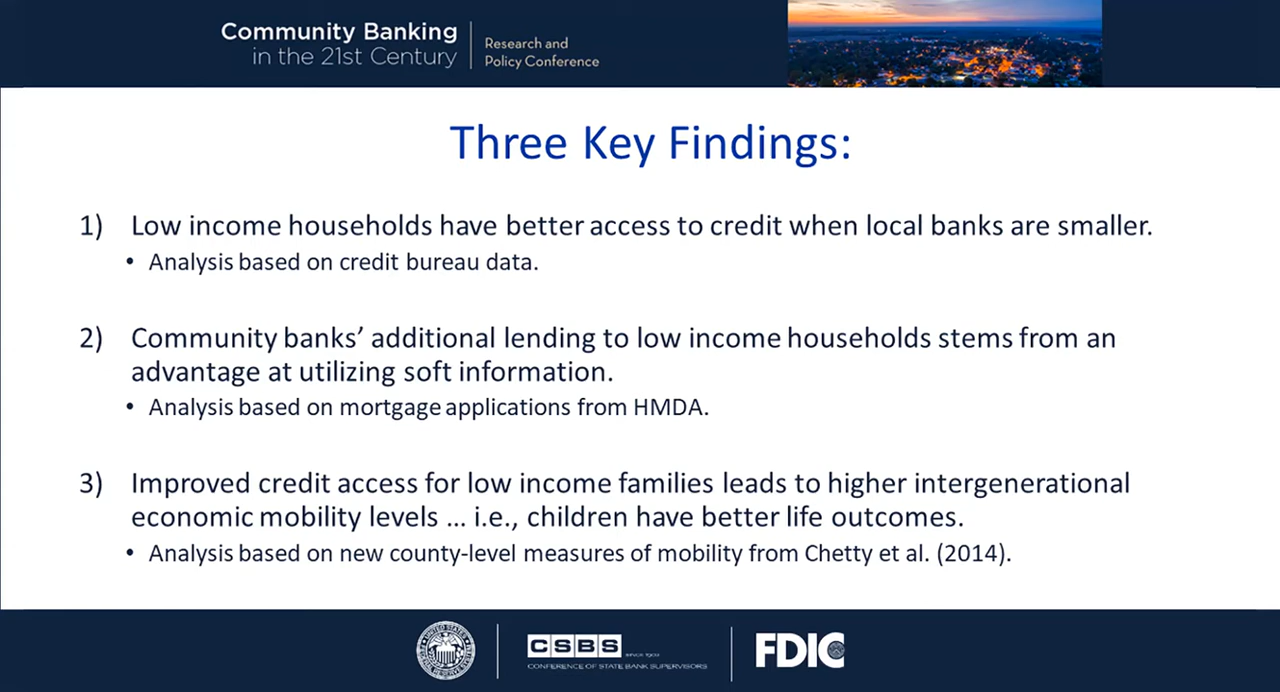 Community Banking
in the 21st Century
Research and
Policy Conference
Three Key Findings:
1) Low income households have better access to credit when local banks are smaller.
• Analysis based on credit bureau data.
2) Community banks’ additional lending to low income households stems from an
advantage at utilizing soft information.
• Analysis based on mortgage applications from HMDA.
3) Improved credit access for low income families leads to higher intergenerational
economic mobility levels … i.e., children have better life outcomes.
• Analysis based on new county-level measures of mobility from Chetty et al. (2014).
CSBS
CONFERENCE OF STATE BANK SUPERVISORS
FDIC